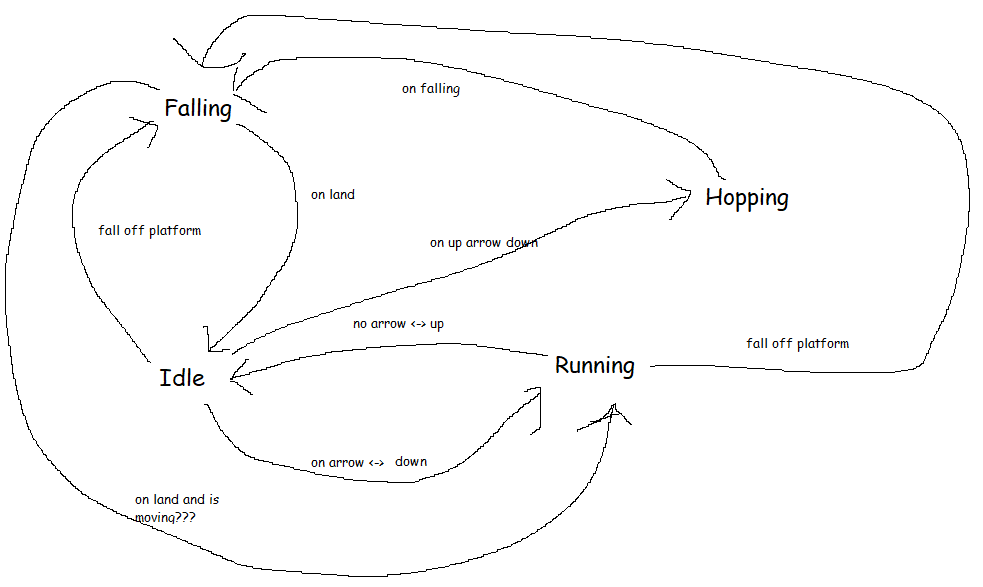 on falling
Falling
on land
Hopping
fall off platform
on up arrow down
no arrow <-> up
fall off platform
Running
Idle
on arrow <-> down
on land and is
moving???